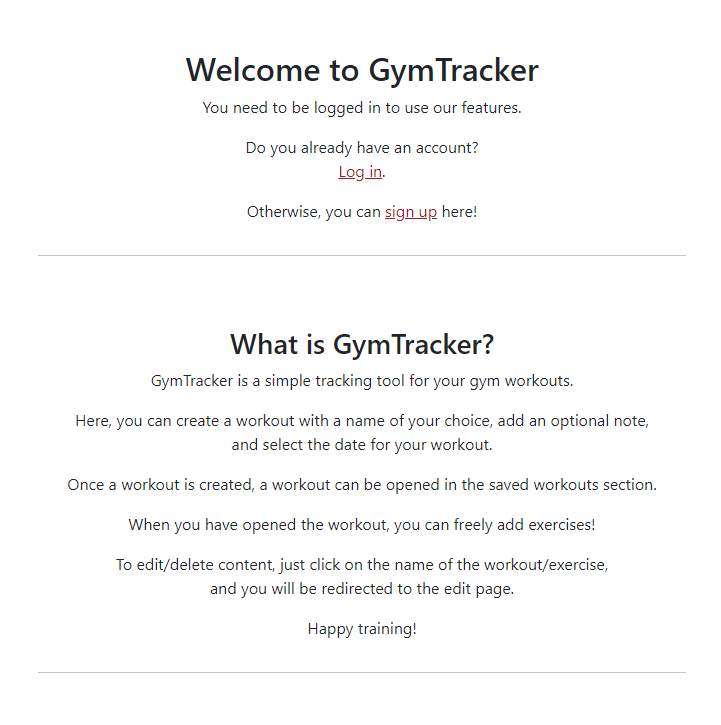 Welcome to GymTracker
You need to be logged in to use our features.
Do you already have an account?
Log in.
Otherwise, you can sign up here!
What is GymTracker?
GymTracker is a simple tracking tool for your gym workouts.
Here, you can create a workout with a name of your choice, add an optional note,
and select the date for your workout.
Once a workout is created, a workout can be opened in the saved workouts section.
When you have opened the workout, you can freely add exercises!
To edit/delete content, just click on the name of the workout/exercise,
and you will be redirected to the edit page.
Happy training!